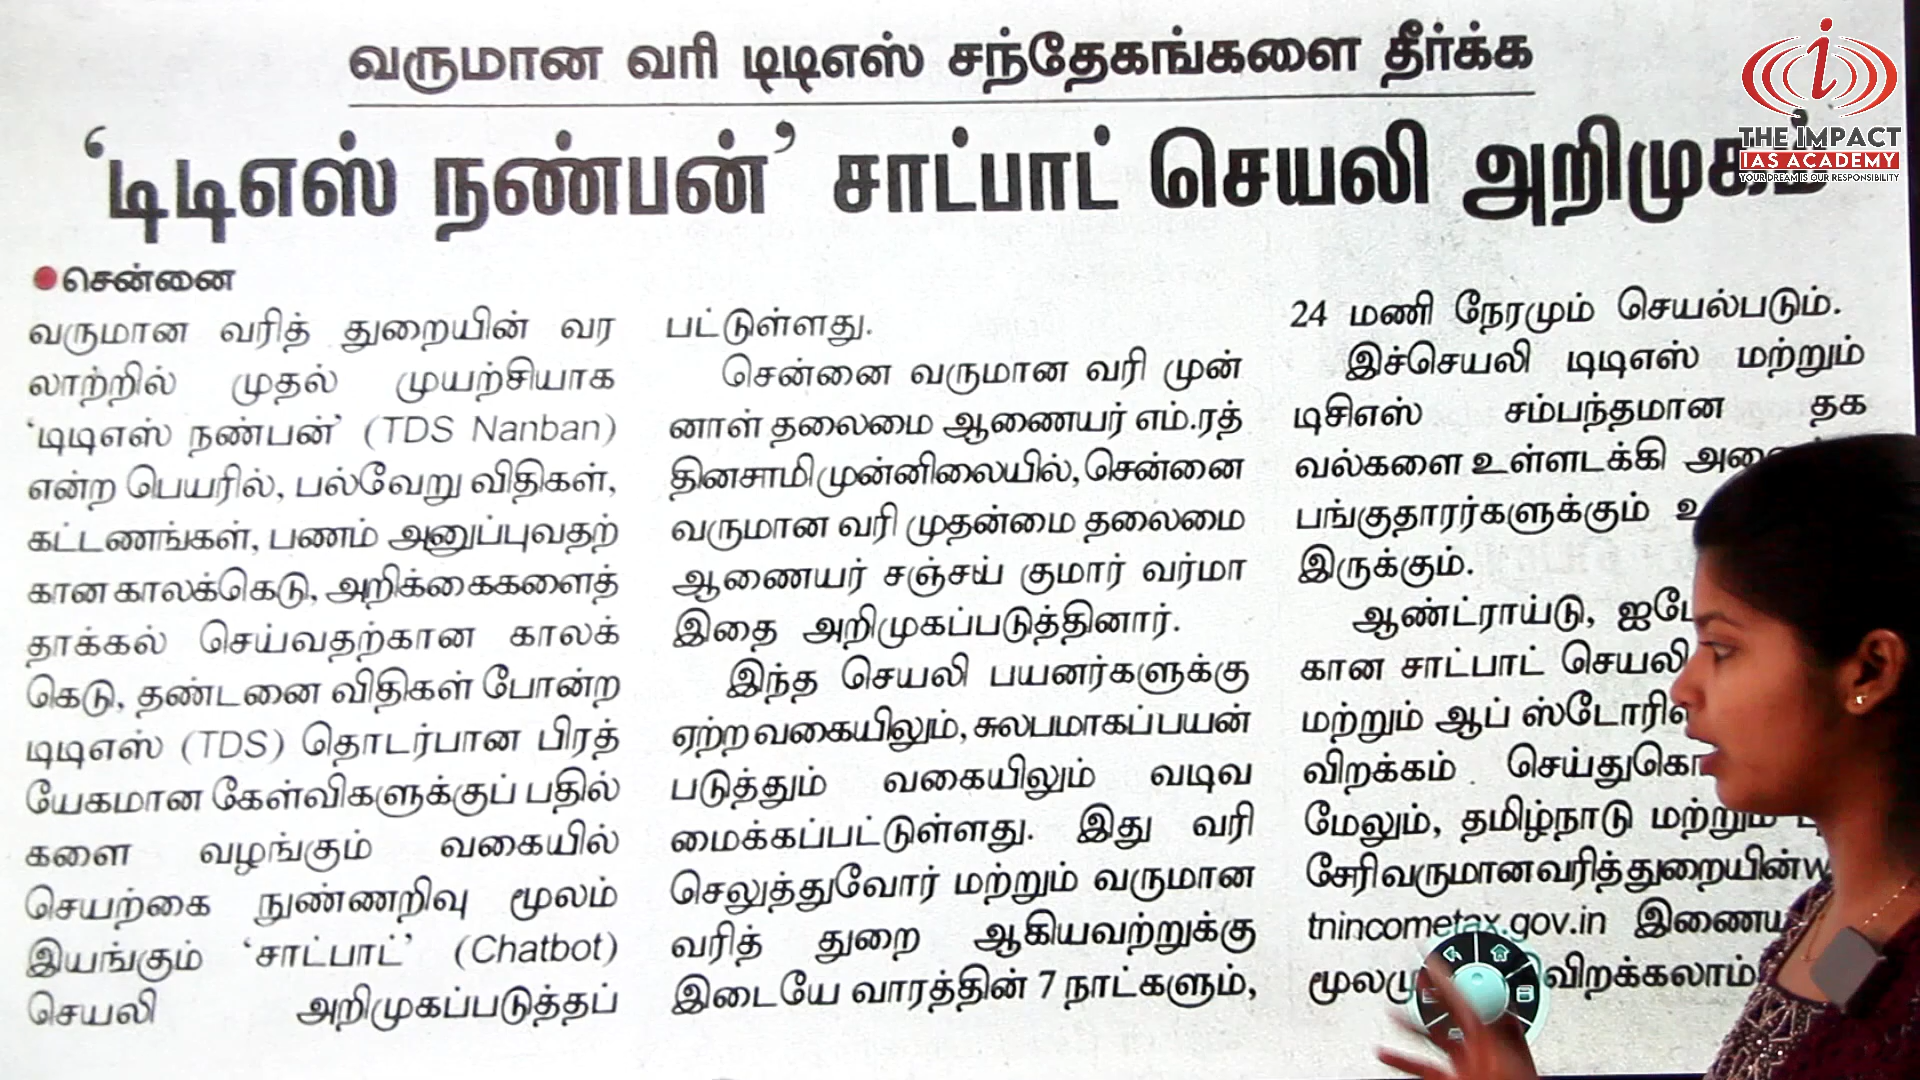 வருமான வரி டிடிஎஸ் சந்தேகங்களை தீர்க்க
‘டிடிஎஸ் நண்பன்’ சாட்பாட் செயலி
THE IMPACT
IAS ACADEMY
YOUR DREAM IS OUR RESPONSIBILITY
சென்னை
வருமான வரித் துறையின் வர
லாற்றில் முதல் முயற்சியாக
‘டிடிஎஸ் நண்பன்’ (TDS Nanban)
என்ற பெயரில், பல்வேறு விதிகள்,
கட்டணங்கள், பணம் அனுப்புவதற்
கான காலக்கெடு, அறிக்கைகளைத்
தாக்கல் செய்வதற்கான காலக்
கெடு, தண்டனை விதிகள் போன்ற
டிடிஎஸ் (TDS) தொடர்பான பிரத்
யேகமான கேள்விகளுக்குப் பதில்
களை வழங்கும் வகையில்
செயற்கை நுண்ணறிவு மூலம்
இயங்கும் ‘சாட்பாட்’ (Chatbot)
செயலி அறிமுகப்படுத்தப்
பட்டுள்ளது.
சென்னை வருமான வரி முன்
னாள் தலைமை ஆணையர் எம்.ரத்
தினசாமி முன்னிலையில், சென்னை
வருமான வரி முதன்மை தலைமை
ஆணையர் சஞ்சய் குமார் வர்மா
இதை அறிமுகப்படுத்தினார்.
இந்த செயலி பயனர்களுக்கு
ஏற்ற வகையிலும், சுலபமாகப் பயன்
படுத்தும் வகையிலும் வடிவ
மைக்கப்பட்டுள்ளது. இது வரி
செலுத்துவோர் மற்றும் வருமான
வரித் துறை ஆகியவற்றுக்கு
இடையே வாரத்தின் 7 நாட்களும்,
24 மணி நேரமும் செயல்படும்.
இச்செயலி டிடிஎஸ் மற்றும்
டிசிஎஸ் சம்பந்தமான தக
வல்களை உள்ளடக்கி
பங்குதாரர்களுக்கும்
இருக்கும்.
ஆண்ட்ராய்டு,
கான சாட்பாட் செயலி
மற்றும் ஆப்
விறக்கம்
மேலும், தமிழ்நாடு மற்றும்
சேரி வருமான வரித் துறையின்
tnincometax.gov.in
விறக்கலாம்